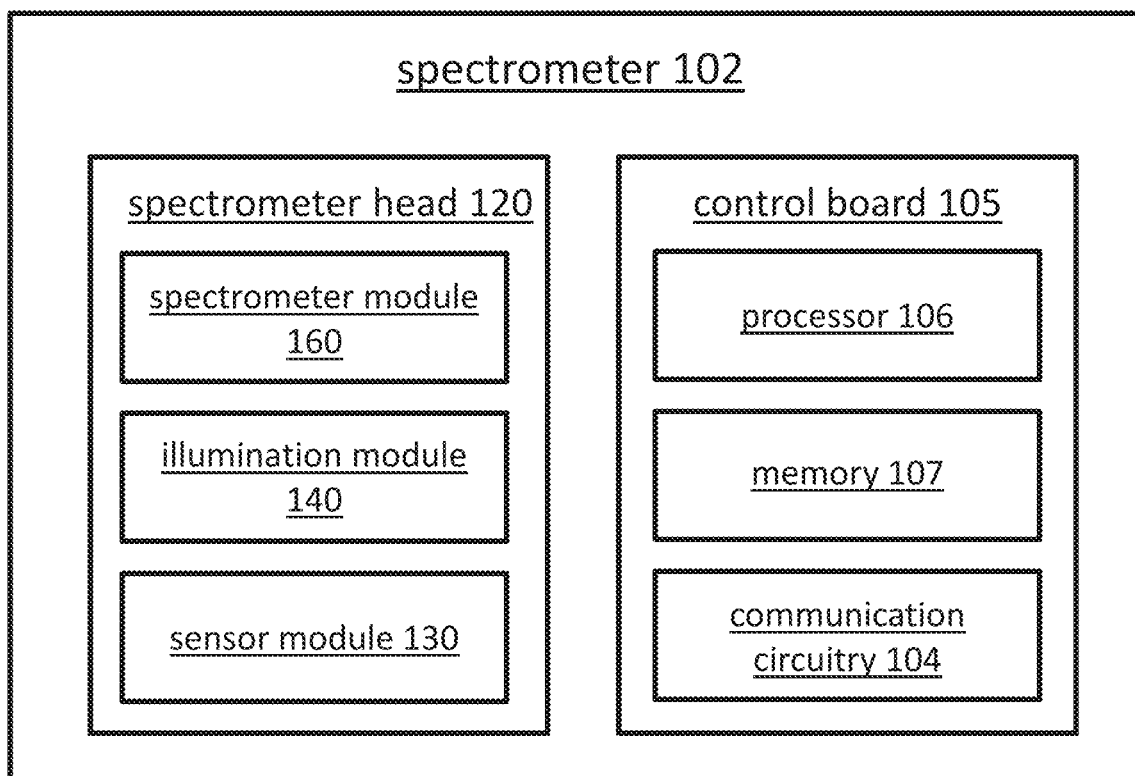 spectrometer 102
spectrometer head 120
spectrometer module
160
illumination module
140
sensor module 130
control board 105
processor 106
memory 107
communication
circuitry 104